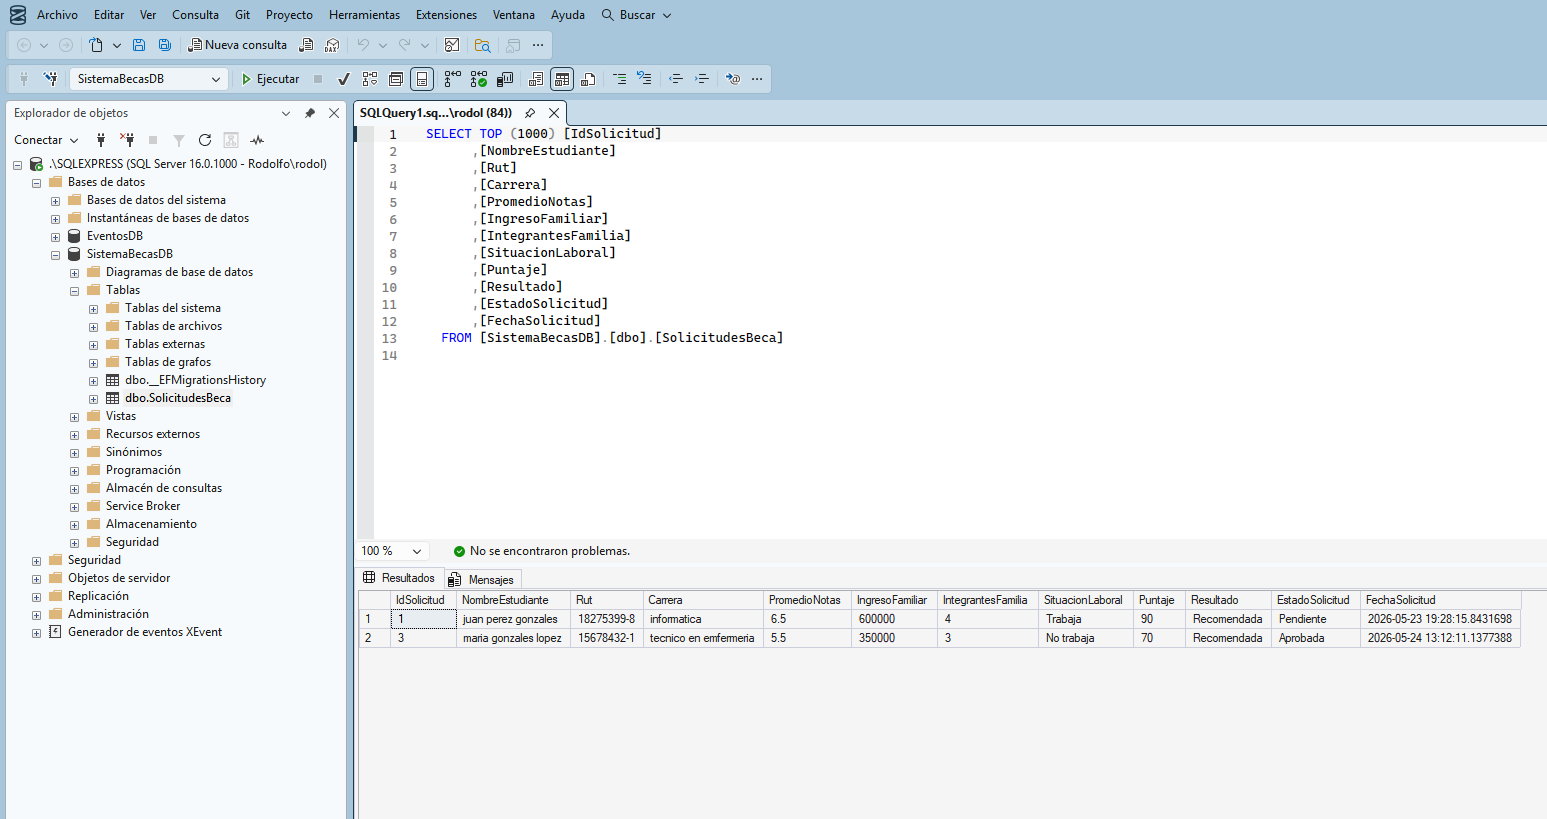 Archivo Editar Ver Consulta Git Proyecto Herramientas Extensiones Ventana Ayuda Buscar
Nueva consulta
SistemaBecasDB Ejecutar
Explorador de objetos
Conectar
.\SQLEXPRESS (SQL Server 16.0.1000 - Rodolfo\rodol)
Bases de datos
Bases de datos del sistema
Instantáneas de bases de datos
EventosDB
SistemaBecasDB
Diagramas de base de datos
Tablas
Tablas del sistema
Tablas de archivos
Tablas externas
Tablas de grafos
dbo.__EFMigrationsHistory
dbo.SolicitudesBeca
Vistas
Recursos externos
Sinónimos
Programación
Almacén de consultas
Service Broker
Almacenamiento
Seguridad
Seguridad
Objetos de servidor
Replicación
Administración
Generador de eventos XEvent
SQLQuery1.sq...\rodol (84))
1 SELECT TOP (1000) [IdSolicitud]
2 ,[NombreEstudiante]
3 ,[Rut]
4 ,[Carrera]
5 ,[PromedioNotas]
6 ,[IngresoFamiliar]
7 ,[IntegrantesFamilia]
8 ,[SituacionLaboral]
9 ,[Puntaje]
10 ,[Resultado]
11 ,[EstadoSolicitud]
12 ,[FechaSolicitud]
13 FROM [SistemaBecasDB].[dbo].[SolicitudesBeca]
14
100 % No se encontraron problemas.
Resultados Mensajes
IdSolicitud NombreEstudiante Rut Carrera PromedioNotas IngresoFamiliar IntegrantesFamilia SituacionLaboral Puntaje Resultado EstadoSolicitud FechaSolicitud
1 1 juan perez gonzales 18275399-8 informatica 6.5 600000 4 Trabaja 90 Recomendada Pendiente 2026-05-23 19:28:15.8431698
2 3 maria gonzales lopez 15678432-1 tecnico en emfermeria 5.5 350000 3 No trabaja 70 Recomendada Aprobada 2026-05-24 13:12:11.1377388